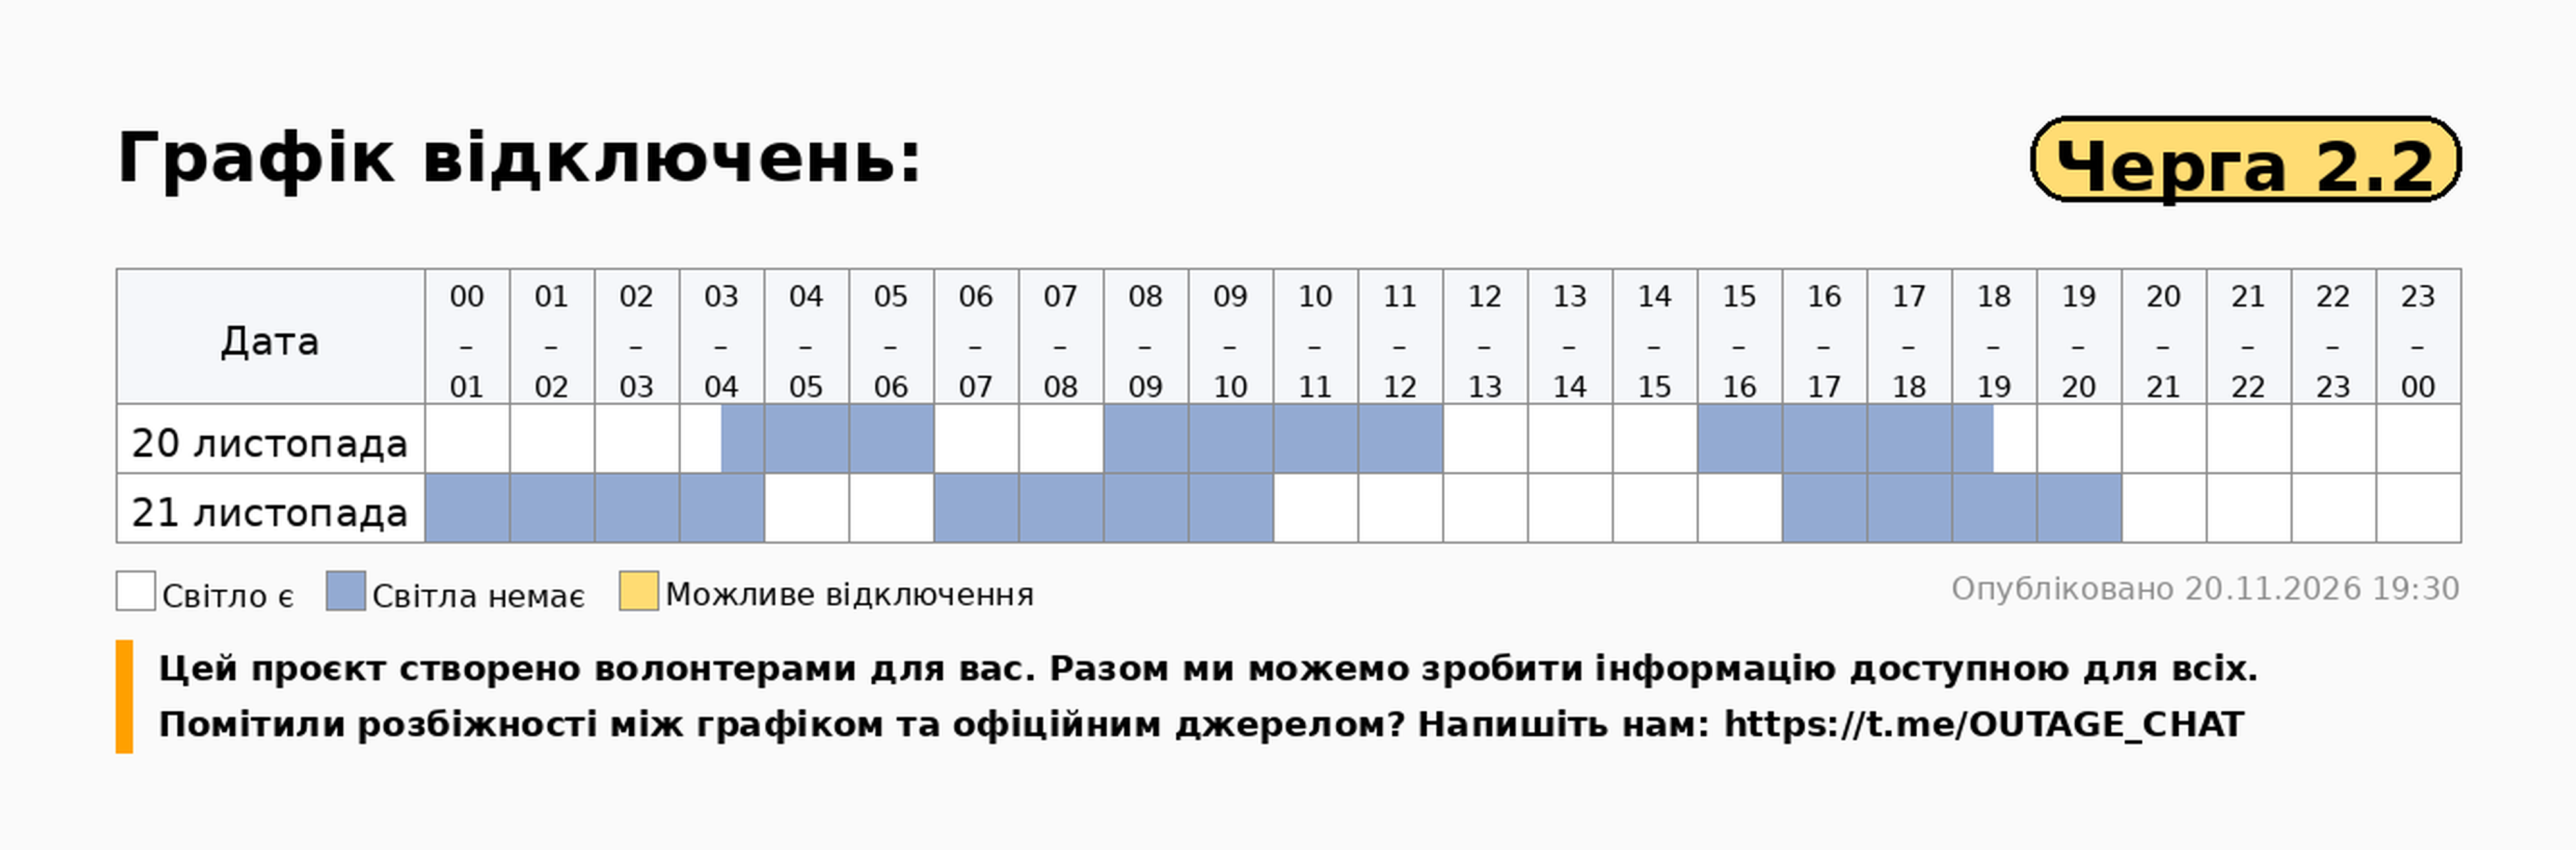 Графік відключень:
Черга 2.2
Дата
00 – 01
01 – 02
02 – 03
03 – 04
04 – 05
05 – 06
06 – 07
07 – 08
08 – 09
09 – 10
10 – 11
11 – 12
12 – 13
13 – 14
14 – 15
15 – 16
16 – 17
17 – 18
18 – 19
19 – 20
20 – 21
21 – 22
22 – 23
23 – 00
20 листопада
21 листопада
Світло є
Світла немає
Можливе відключення
Опубліковано 20.11.2026 19:30
Цей проєкт створено волонтерами для вас. Разом ми можемо зробити інформацію доступною для всіх.
Помітили розбіжності між графіком та офіційним джерелом? Напишіть нам: https://t.me/OUTAGE_CHAT